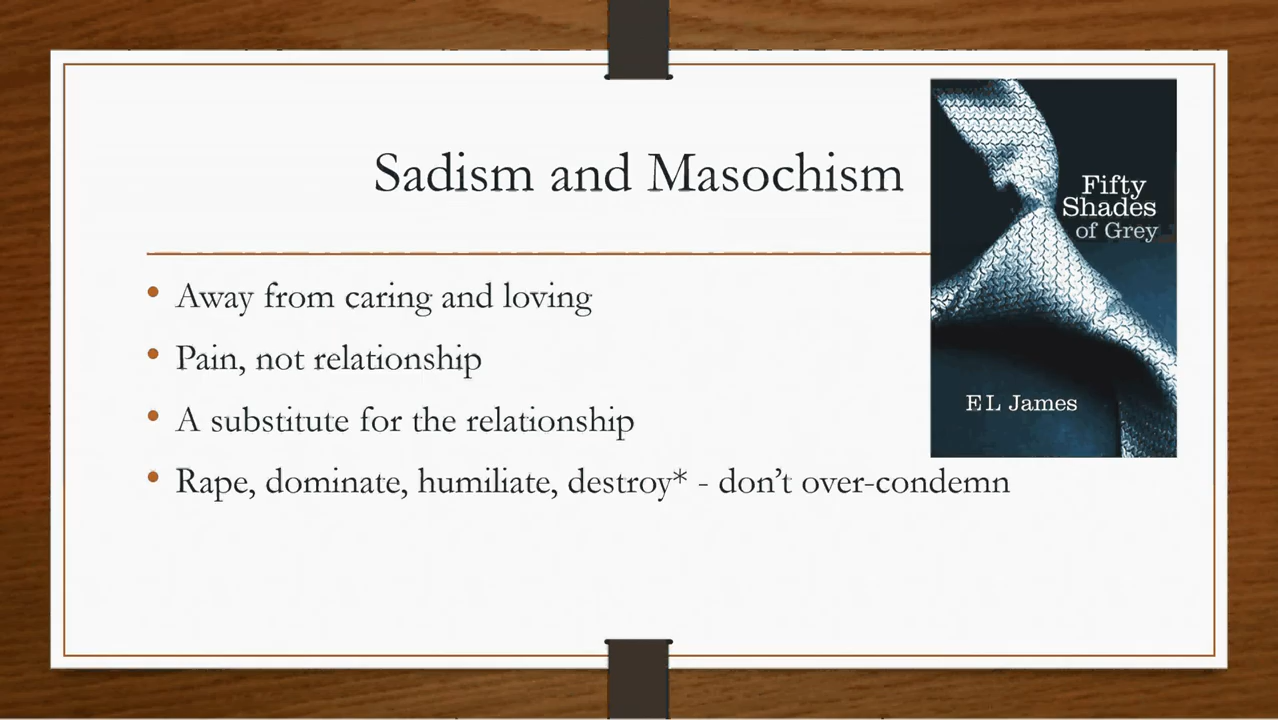 Sadism and Masochism
Fifty
Shades
of Grey
E L James
• Away from caring and loving
• Pain, not relationship
• A substitute for the relationship
• Rape, dominate, humiliate, destroy* - don’t over-condemn